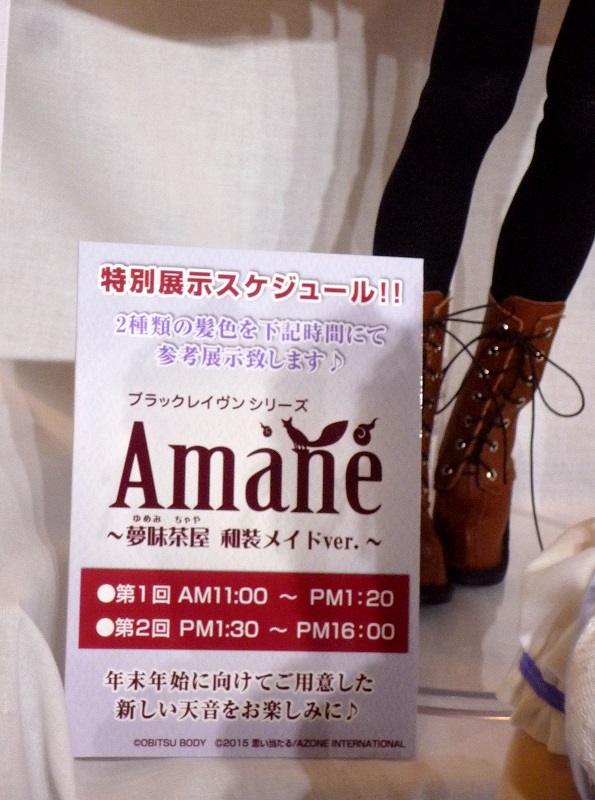 特別展示スケジュール!!
2種類の髪色を下記時間にて
参考展示致します♪
ブラックレイヴン シリーズ
Amane
ゆめみ ちゃや
～夢味茶屋 和装メイドver.～
●第1回 AM11:00 ～ PM1:20
●第2回 PM1:30 ～ PM16:00
年末年始に向けてご用意した
新しい天音をお楽しみに♪
©OBITSU BODY ©2015 思い当たる/AZONE INTERNATIONAL